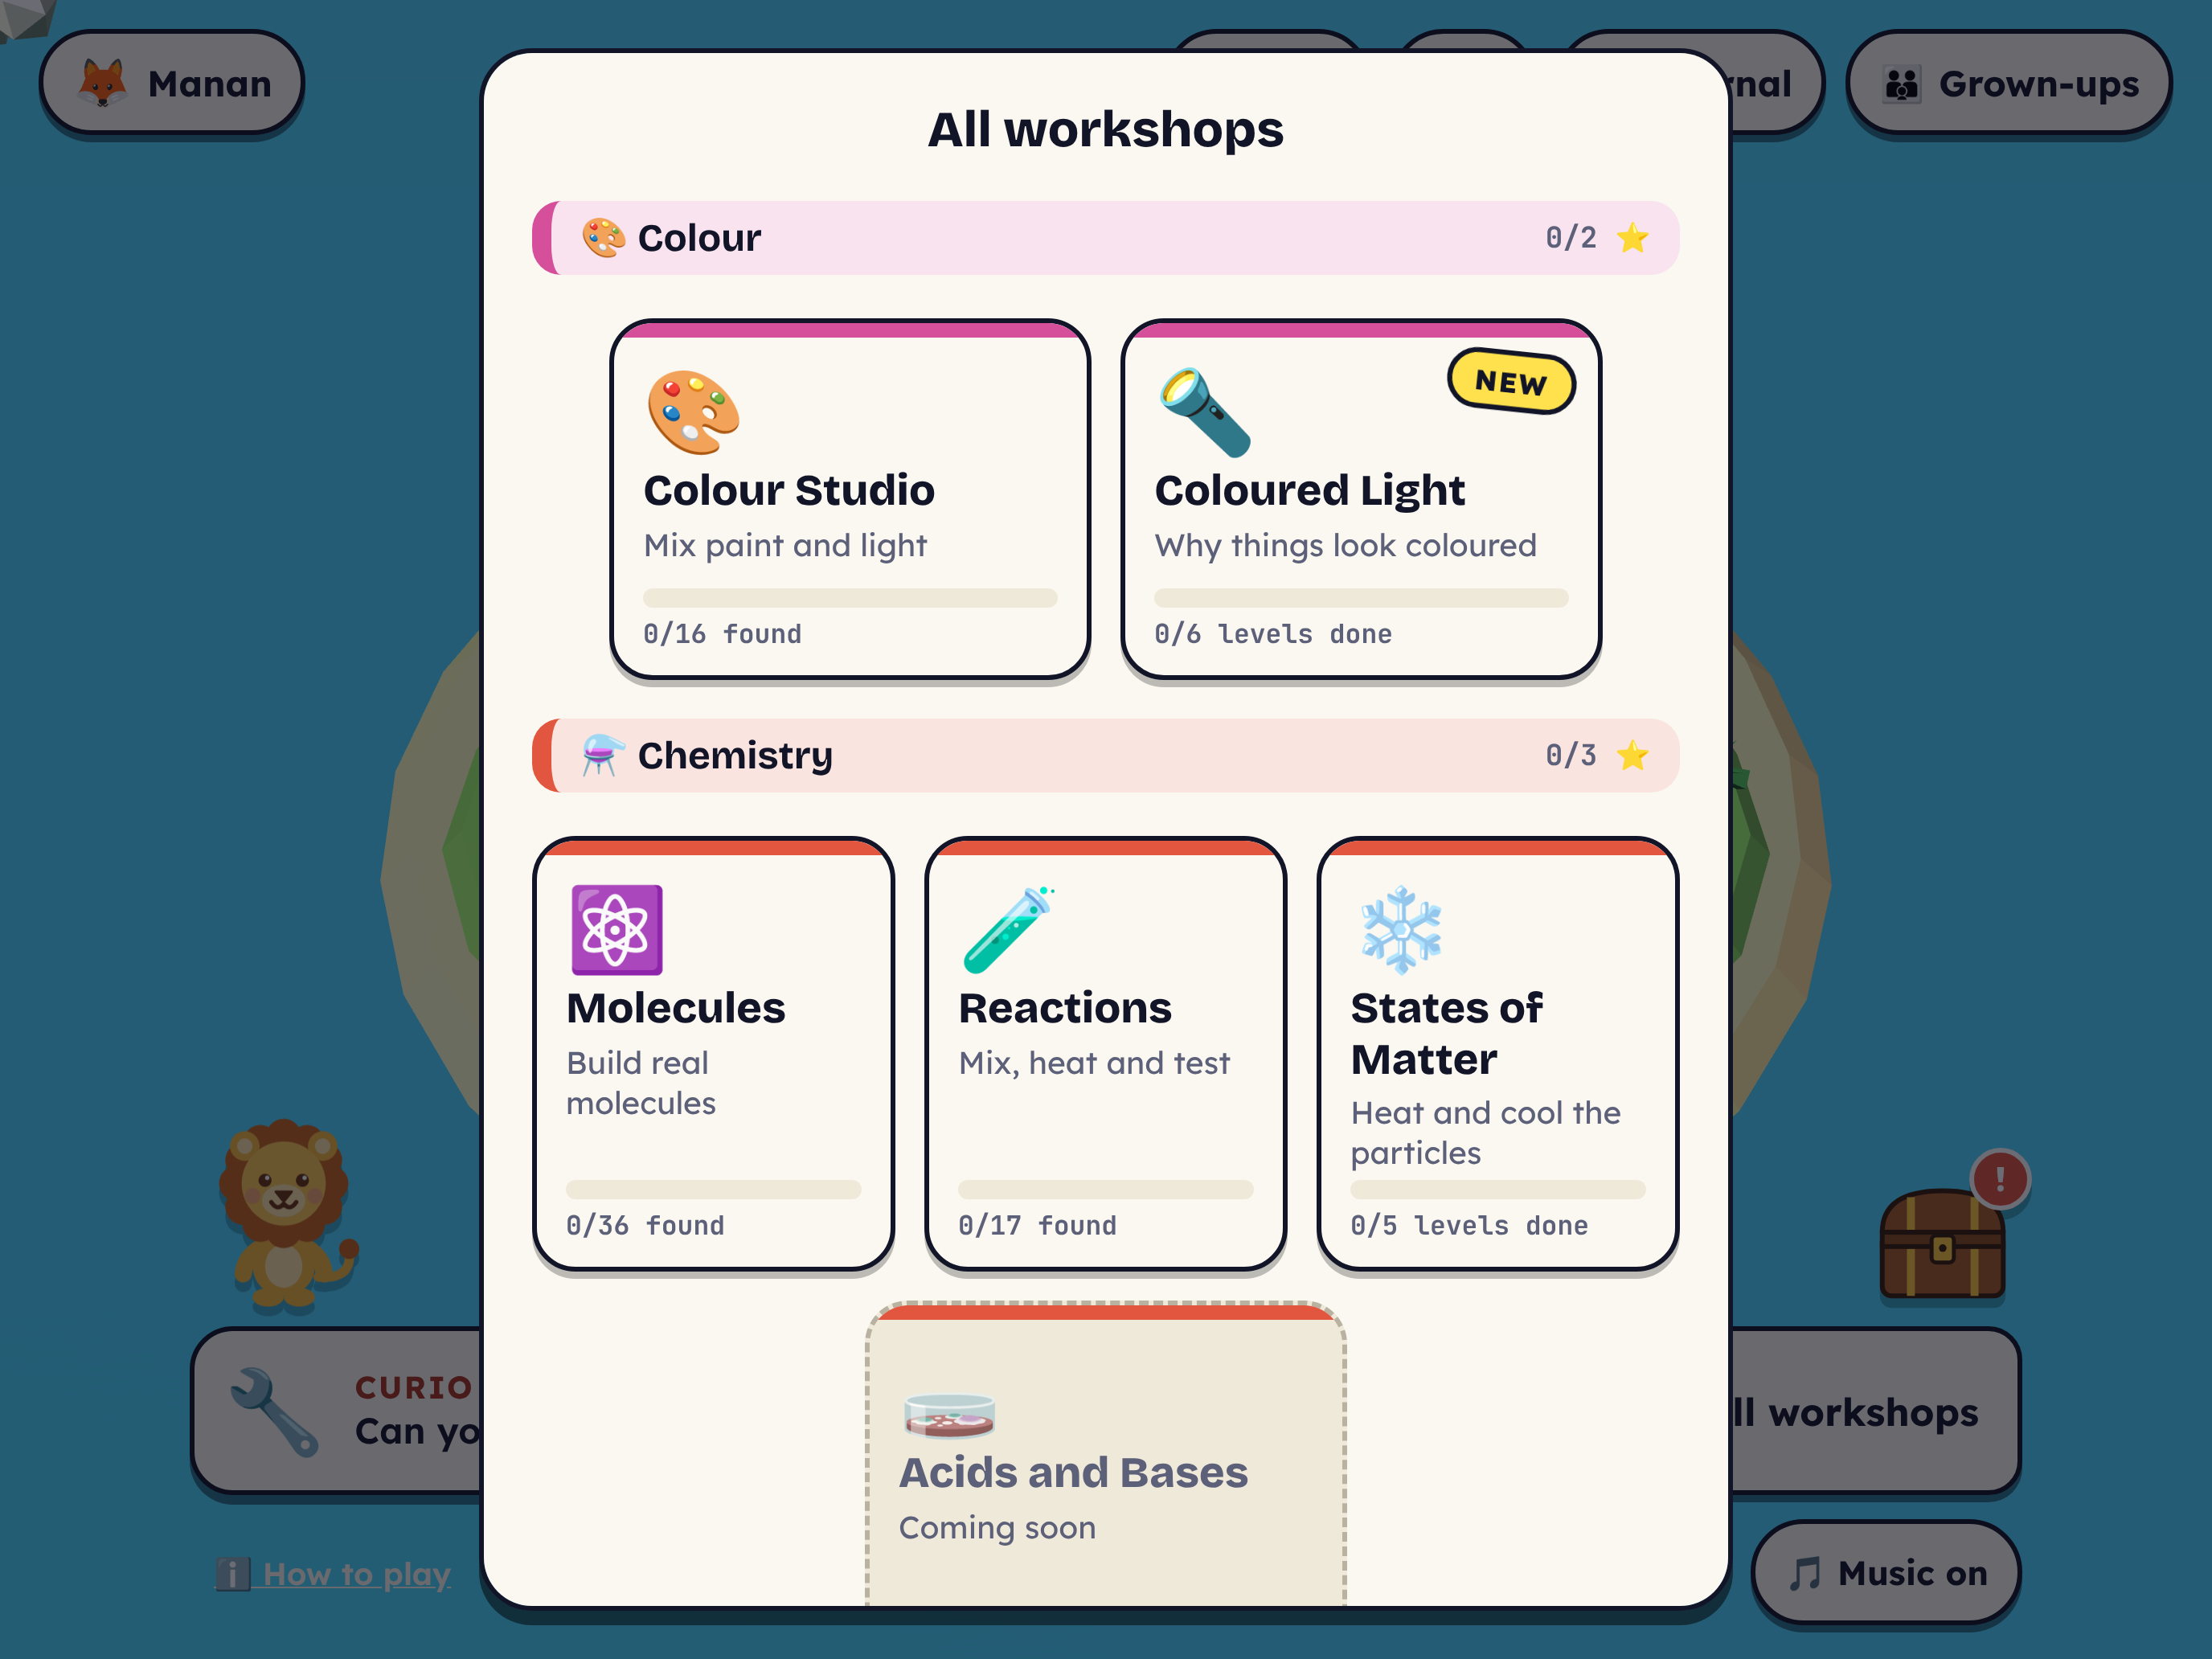 Manan
Grown-ups
All workshops
Colour
0/2
NEW
Colour Studio
Mix paint and light
0/16 found
Coloured Light
Why things look coloured
0/6 levels done
Chemistry
0/3
Molecules
Build real
molecules
0/36 found
Reactions
Mix, heat and test
0/17 found
States of
Matter
Heat and cool the
particles
0/5 levels done
!
Acids and Bases
Coming soon
CURIO
Can yo
ll workshops
How to play
Music on